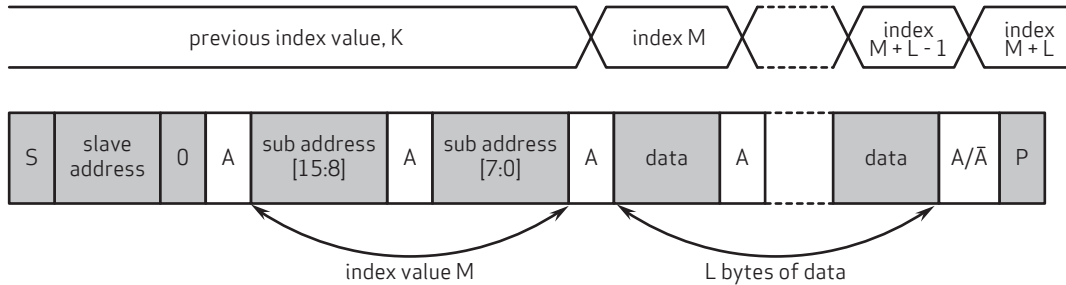 previous index value, K
index M
index
M + L - 1
index
M + L
S
slave
address
0
A
sub address
[15:8]
A
sub address
[7:0]
A
data
A
data
A/Ā
P
index value M
L bytes of data